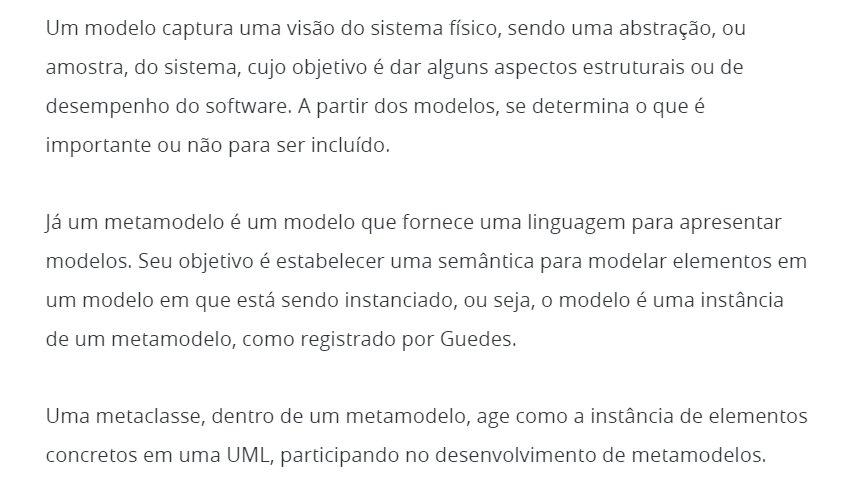 Um modelo captura uma visão do sistema físico, sendo uma abstração, ou
amostra, do sistema, cujo objetivo é dar alguns aspectos estruturais ou de
desempenho do software. A partir dos modelos, se determina o que é
importante ou não para ser incluído.
Já um metamodelo é um modelo que fornece uma linguagem para apresentar
modelos. Seu objetivo é estabelecer uma semântica para modelar elementos em
um modelo em que está sendo instanciado, ou seja, o modelo é uma instância
de um metamodelo, como registrado por Guedes.
Uma metaclasse, dentro de um metamodelo, age como a instância de elementos
concretos em uma UML, participando no desenvolvimento de metamodelos.